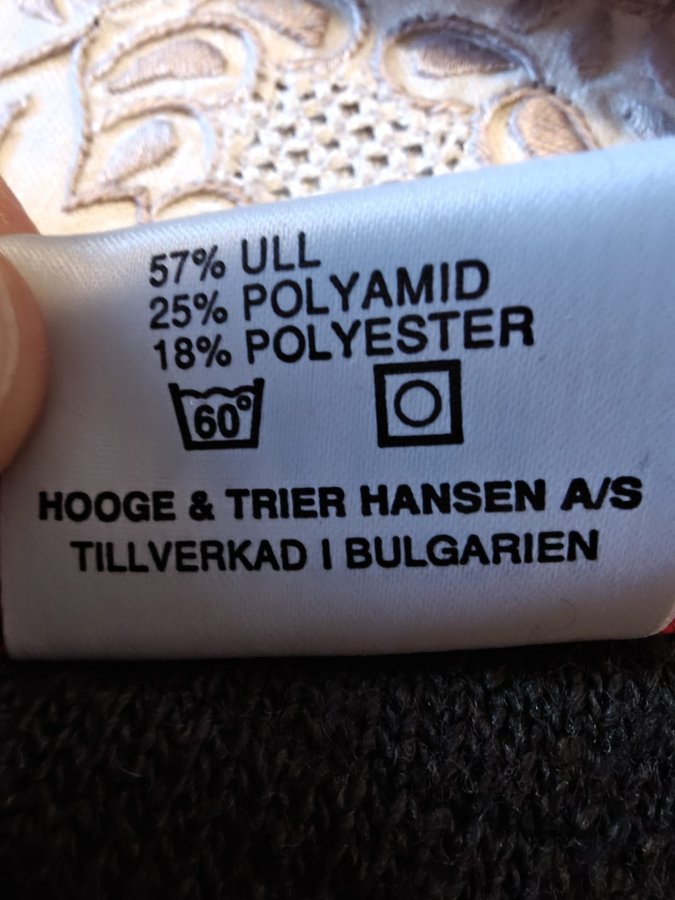 57% ULL
25% POLYAMID
18% POLYESTER
60°
HOOGE & TRIER HANSEN A/S
TILLVERKAD I BULGARIEN